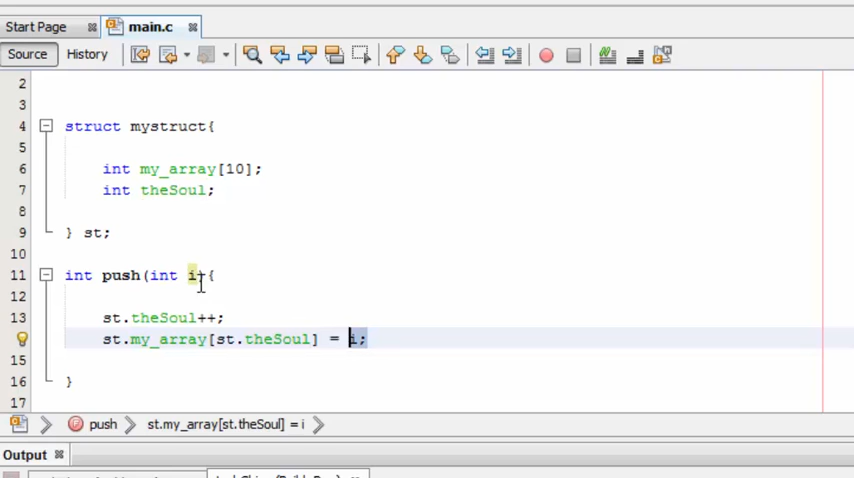 Start Page main.c
Source History
2
3
4 struct mystruct{
5
6 int my_array[10];
7 int theSoul;
8
9 } st;
10
11 int push(int i){
12
13 st.theSoul++;
st.my_array[st.theSoul] = i;
15
16 }
17
push st.my_array[st.theSoul] = i
Output